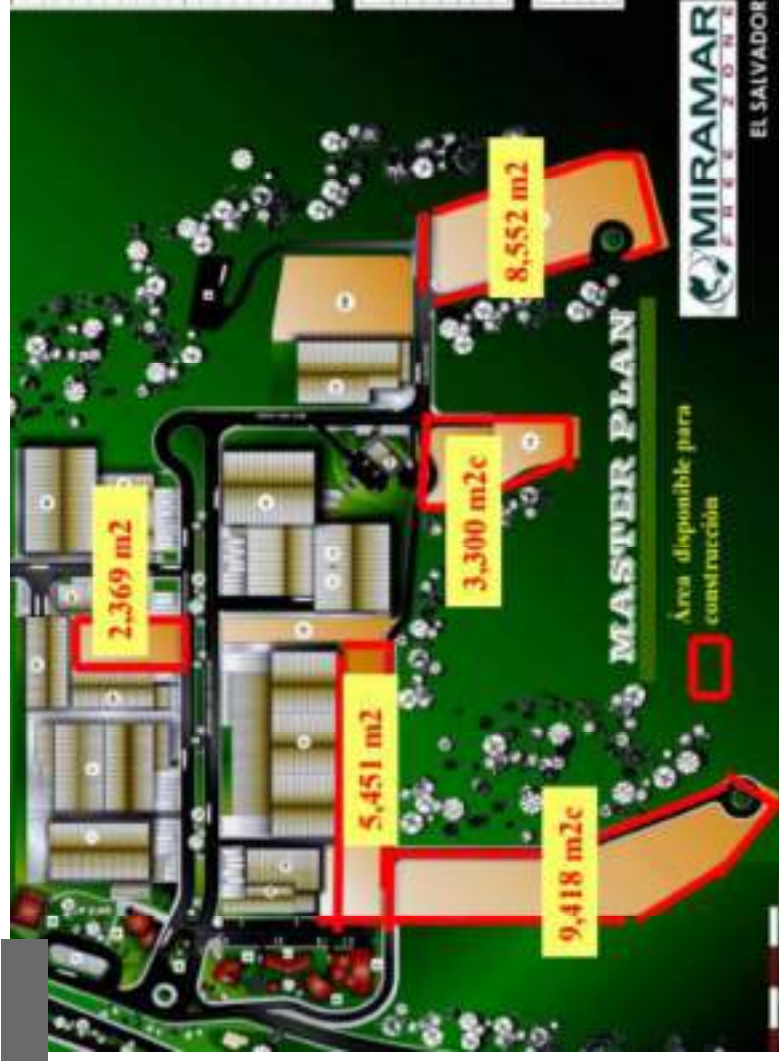 MIRAMAR
FREE ZONE
EL SALVADOR
2,369 m2
8,552 m2
3,300 m2c
5,451 m2
9,418 m2c
MASTER PLAN
Área disponible para
construcción